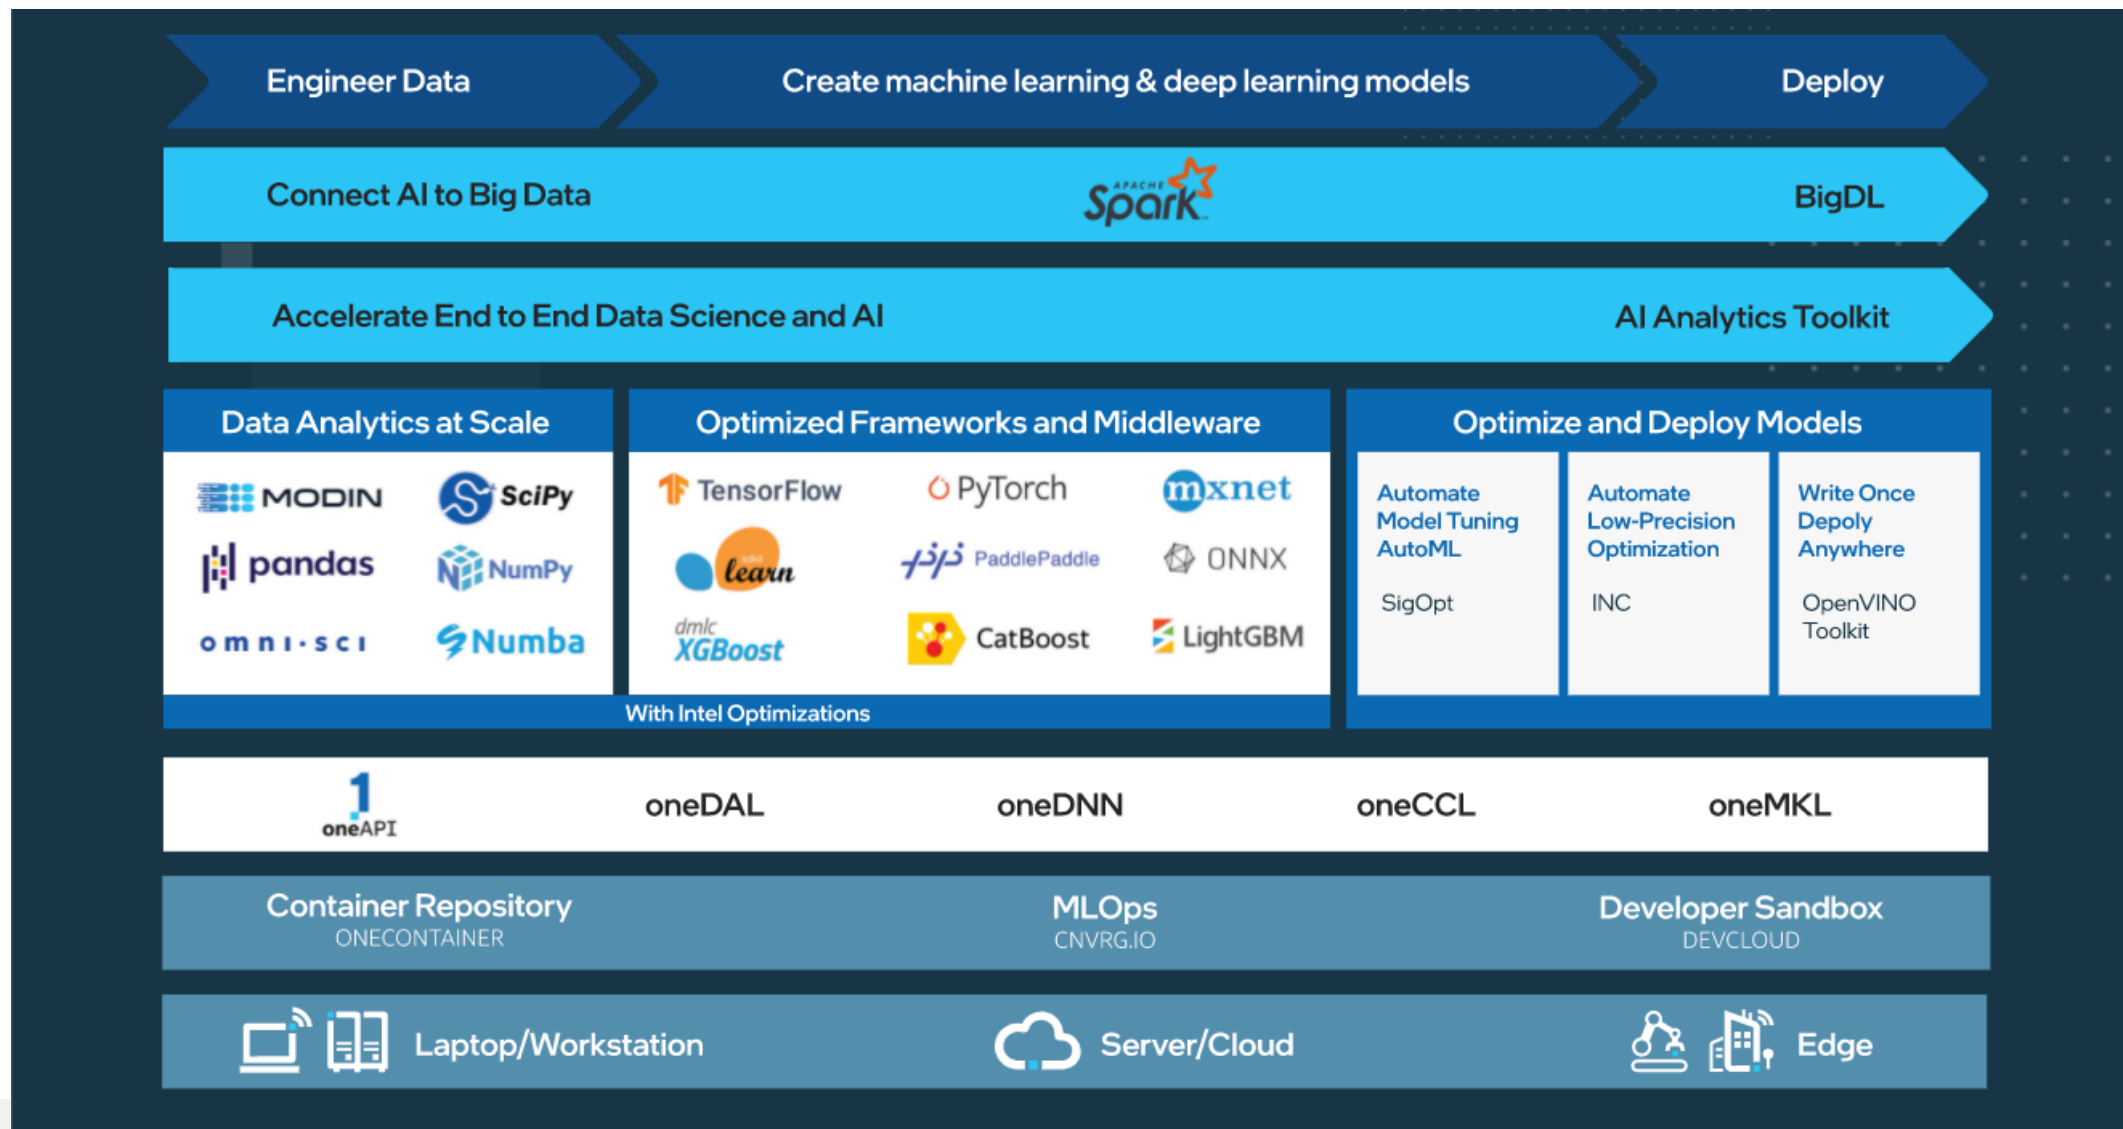 Engineer Data
Create machine learning & deep learning models
Deploy
Connect AI to Big Data
APACHE
Spark
BigDL
Accelerate End to End Data Science and AI
AI Analytics Toolkit
Data Analytics at Scale
MODIN
SciPy
pandas
NumPy
omni·sci
Numba
Optimized Frameworks and Middleware
TensorFlow
PyTorch
mxnet
scikit
learn
PaddlePaddle
ONNX
dmlc
XGBoost
CatBoost
LightGBM
With Intel Optimizations
Optimize and Deploy Models
Automate
Model Tuning
AutoML
SigOpt
Automate
Low-Precision
Optimization
INC
Write Once
Depoly
Anywhere
OpenVINO
Toolkit
1
oneAPI
oneDAL
oneDNN
oneCCL
oneMKL
Container Repository
ONECONTAINER
MLOps
CNVRG.IO
Developer Sandbox
DEVCLOUD
Laptop/Workstation
Server/Cloud
Edge